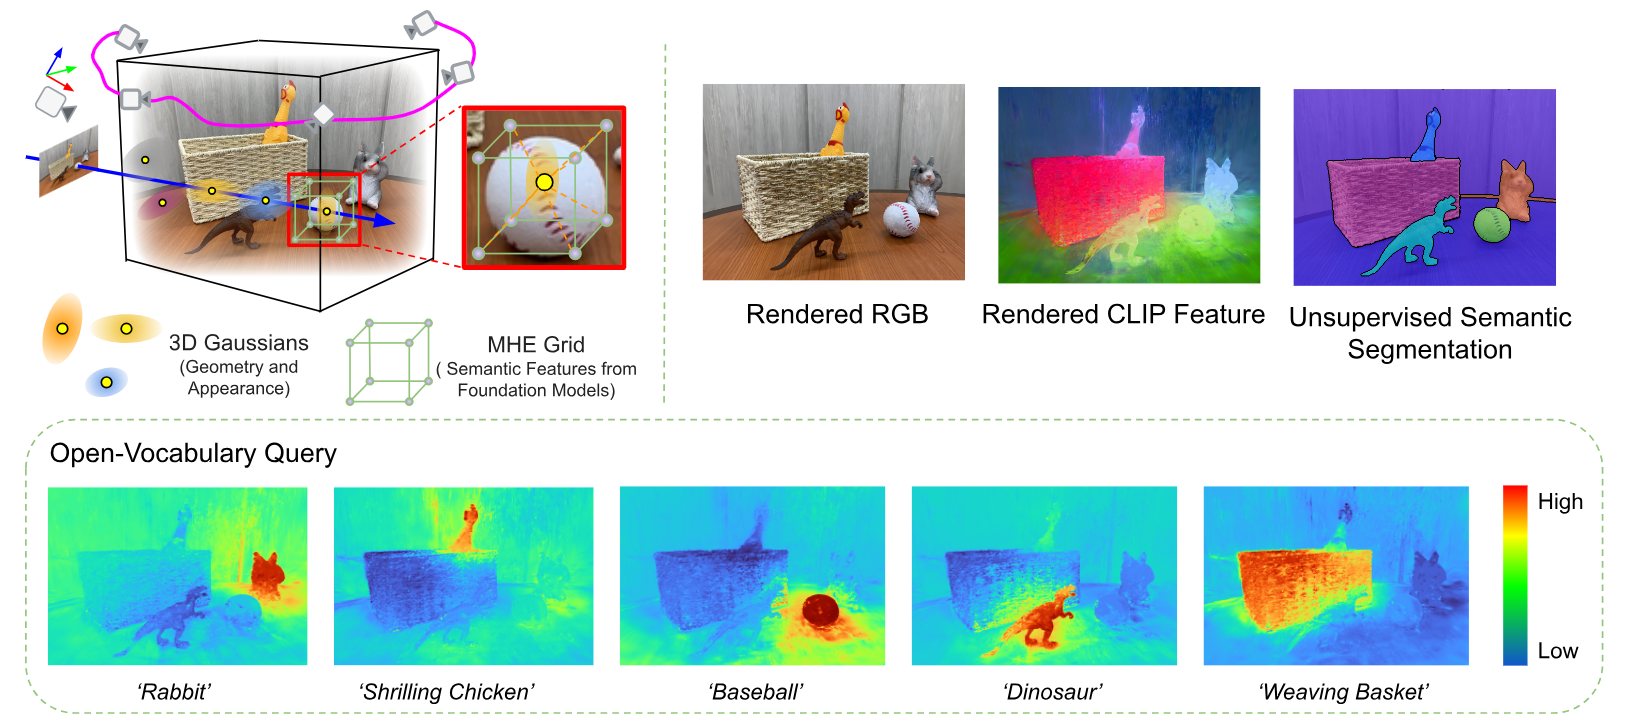 3D Gaussians
(Geometry and
Appearance)
MHE Grid
( Semantic Features from
Foundation Models)
Rendered RGB
Rendered CLIP Feature
Unsupervised Semantic
Segmentation
Open-Vocabulary Query
High
Low
‘Rabbit’
‘Shrilling Chicken’
‘Baseball’
‘Dinosaur’
‘Weaving Basket’